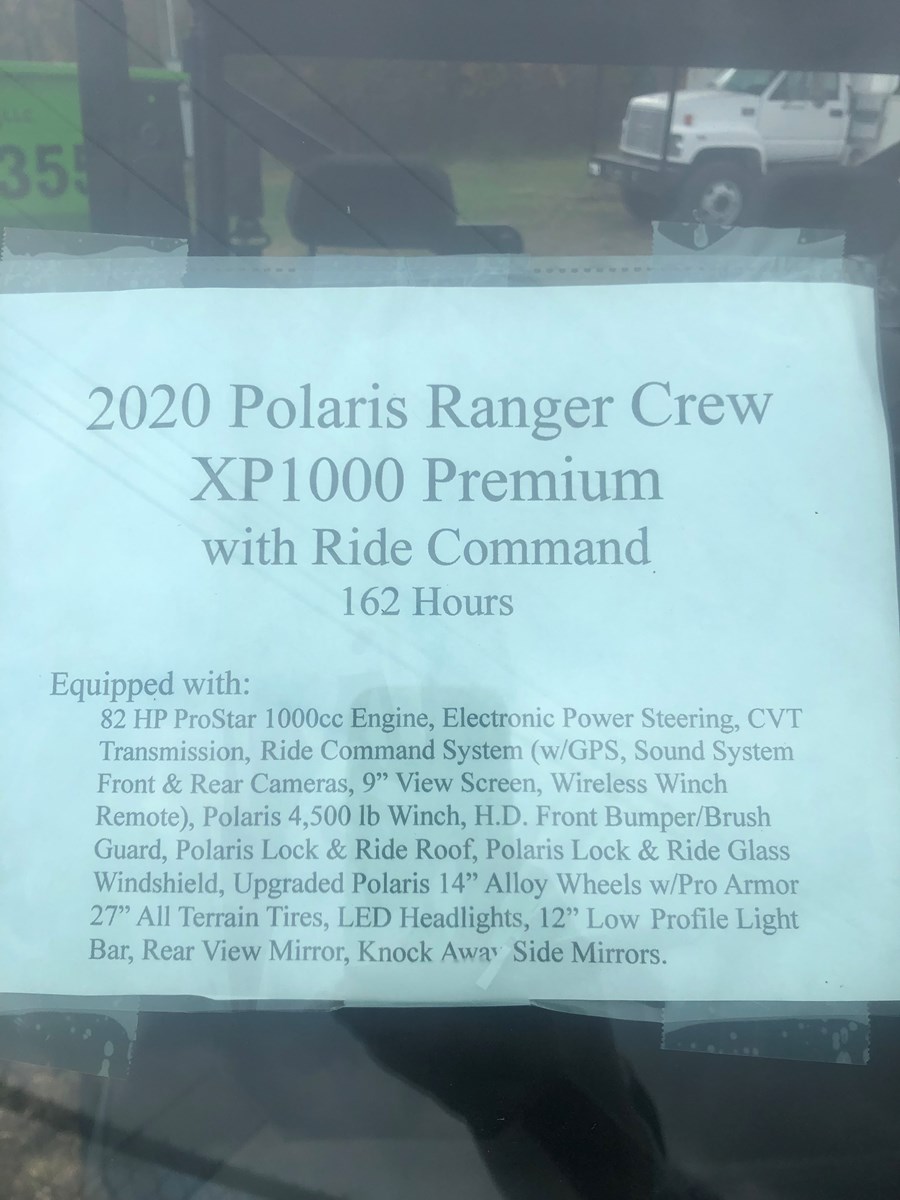 LLC
355
2020 Polaris Ranger Crew
XP1000 Premium
with Ride Command
162 Hours
Equipped with:
82 HP ProStar 1000cc Engine, Electronic Power Steering, CVT
Transmission, Ride Command System (w/GPS, Sound System
Front & Rear Cameras, 9” View Screen, Wireless Winch
Remote), Polaris 4,500 lb Winch, H.D. Front Bumper/Brush
Guard, Polaris Lock & Ride Roof, Polaris Lock & Ride Glass
Windshield, Upgraded Polaris 14” Alloy Wheels w/Pro Armor
27” All Terrain Tires, LED Headlights, 12” Low Profile Light
Bar, Rear View Mirror, Knock Away Side Mirrors.